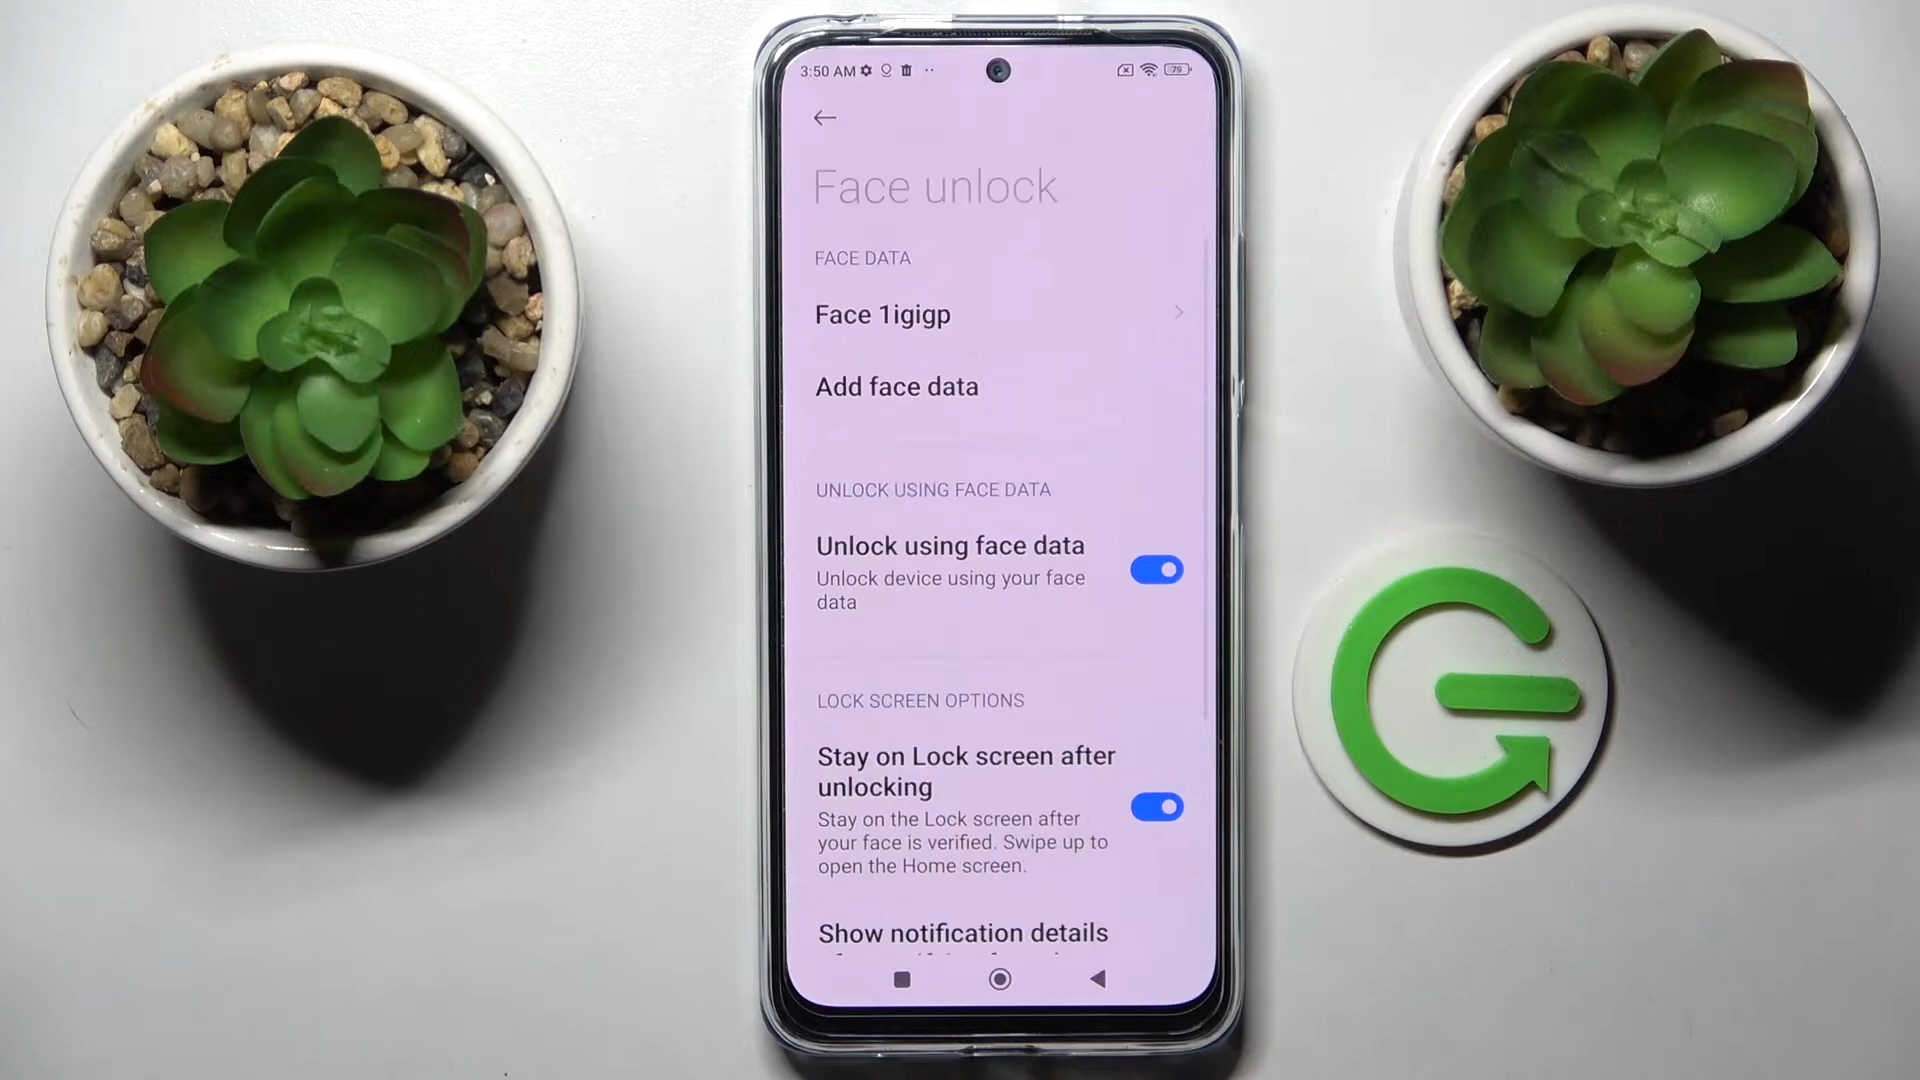 3:50 AM
79
Face unlock
FACE DATA
Face 1igigp
Add face data
UNLOCK USING FACE DATA
Unlock using face data
Unlock device using your face
data
LOCK SCREEN OPTIONS
Stay on Lock screen after
unlocking
Stay on the Lock screen after
your face is verified. Swipe up to
open the Home screen.
Show notification details